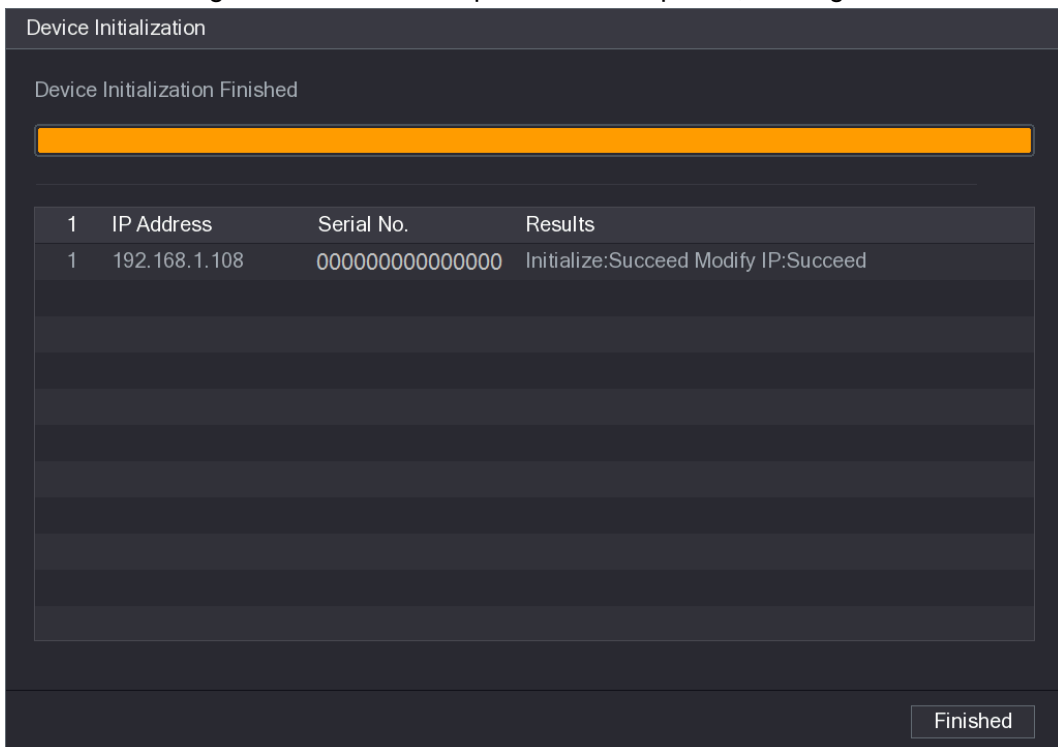 Device Initialization
Device Initialization Finished
1 IP Address Serial No. Results
1 192.168.1.108 000000000000000 Initialize:Succeed Modify IP:Succeed
Finished